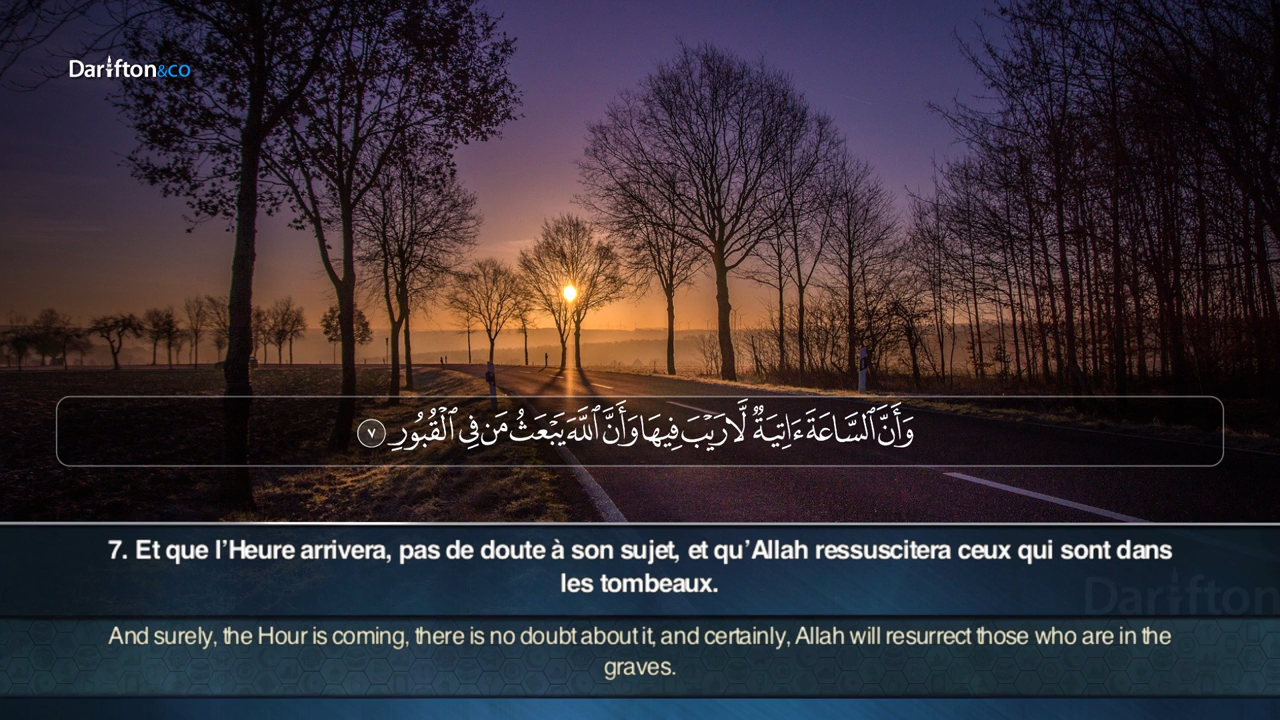 Darifton&co
وَأَنَّ ٱلسَّاعَةَ ءَاتِيَةٌ لَّا رَيْبَ فِيهَا وَأَنَّ ٱللَّهَ يَبْعَثُ مَن فِى ٱلْقُبُورِ ٧
7. Et que l’Heure arrivera, pas de doute à son sujet, et qu’Allah ressuscitera ceux qui sont dans
les tombeaux.
Darifton
And surely, the Hour is coming, there is no doubt about it, and certainly, Allah will resurrect those who are in the
graves.